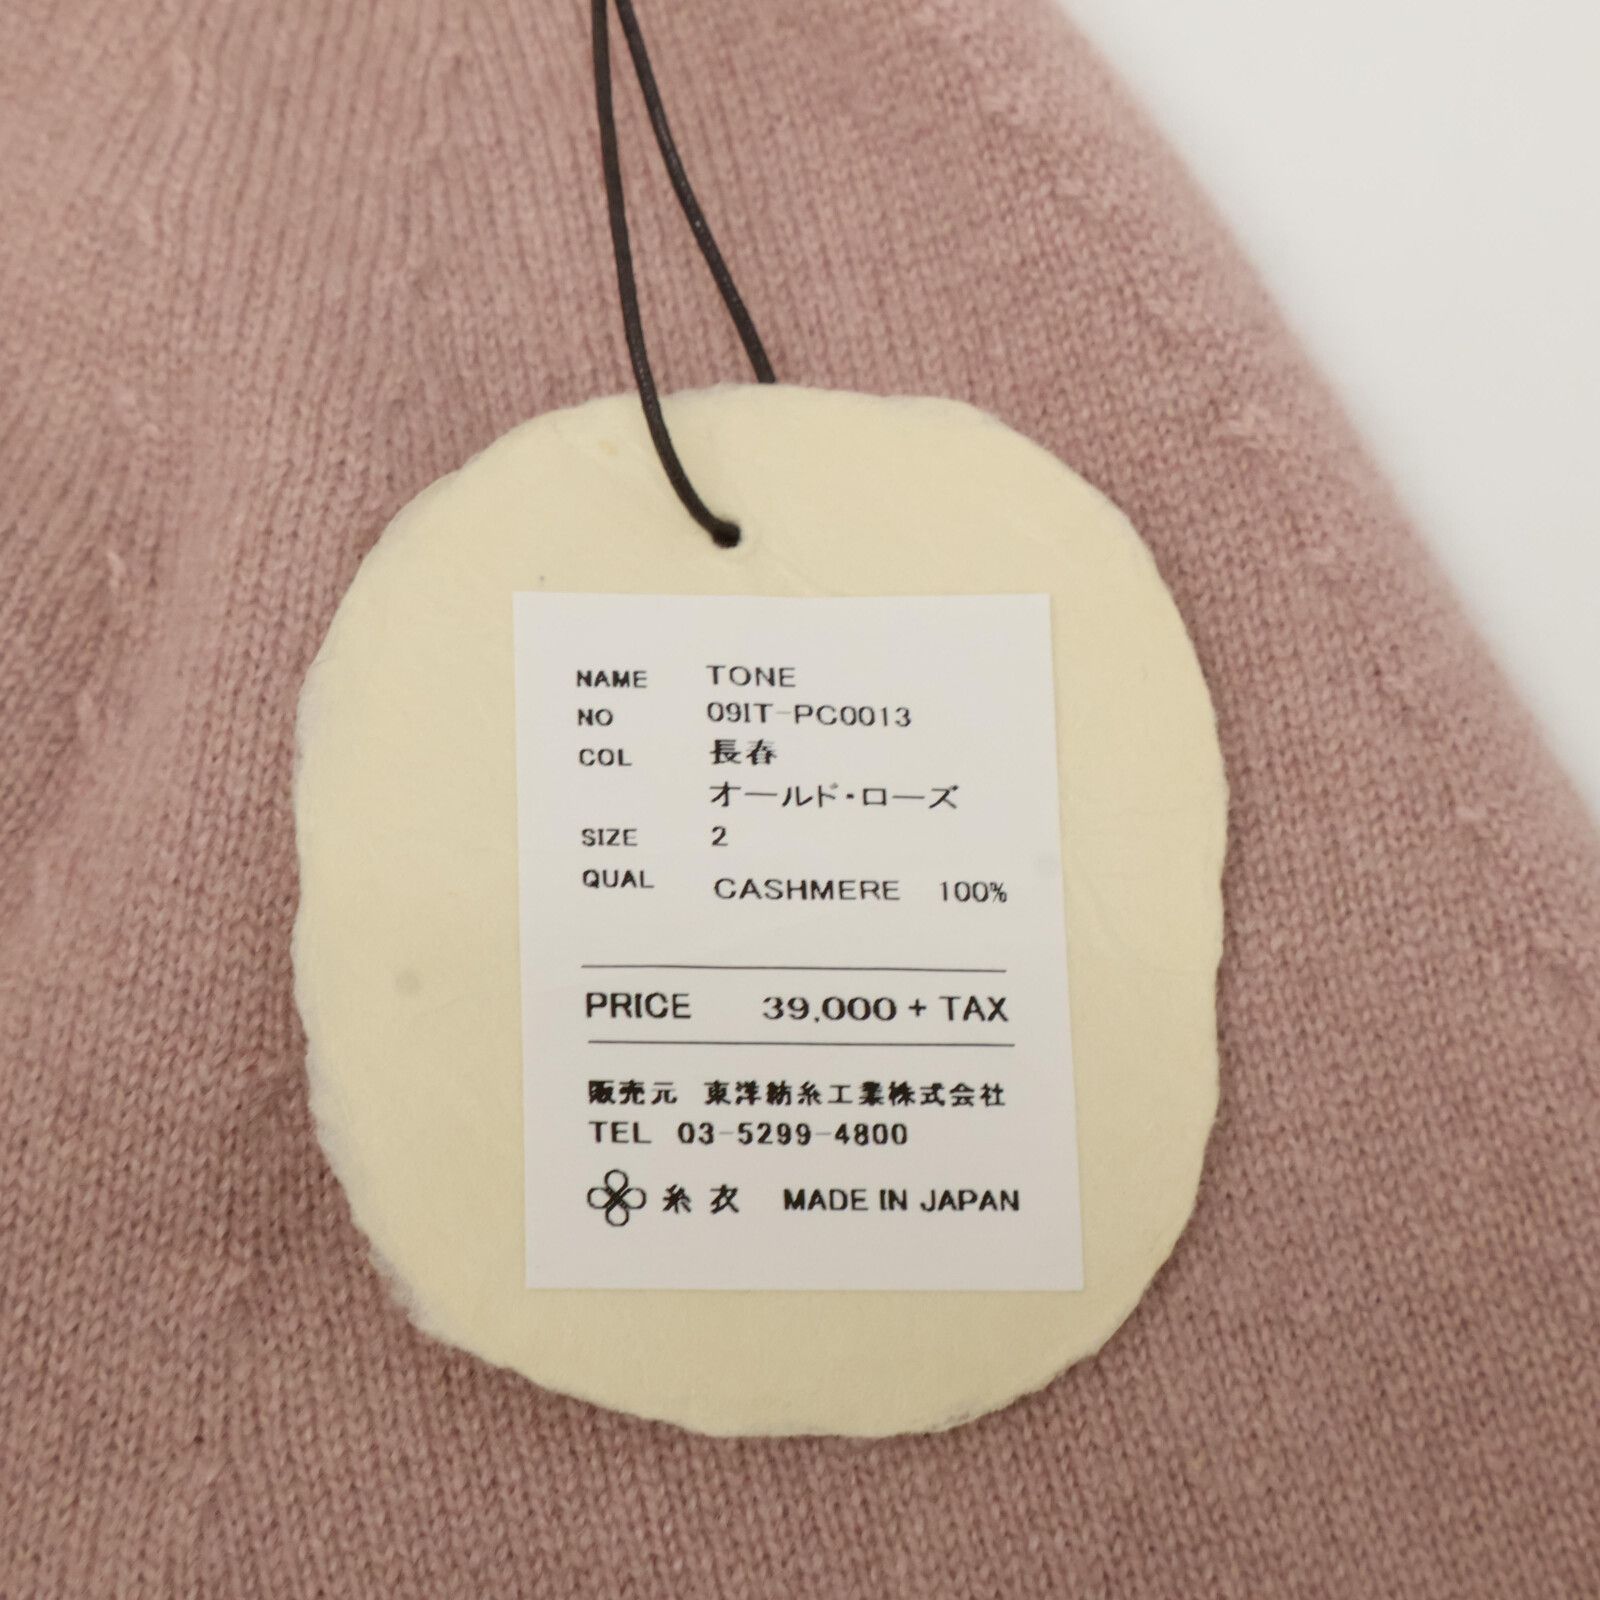 NAME TONE
NO 09IT-PC0013
COL 長春
オールド・ローズ
SIZE 2
QUAL CASHMERE 100%
PRICE 39,000 + TAX
販売元 東洋紡糸工業株式会社
TEL 03-5299-4800
糸衣 MADE IN JAPAN